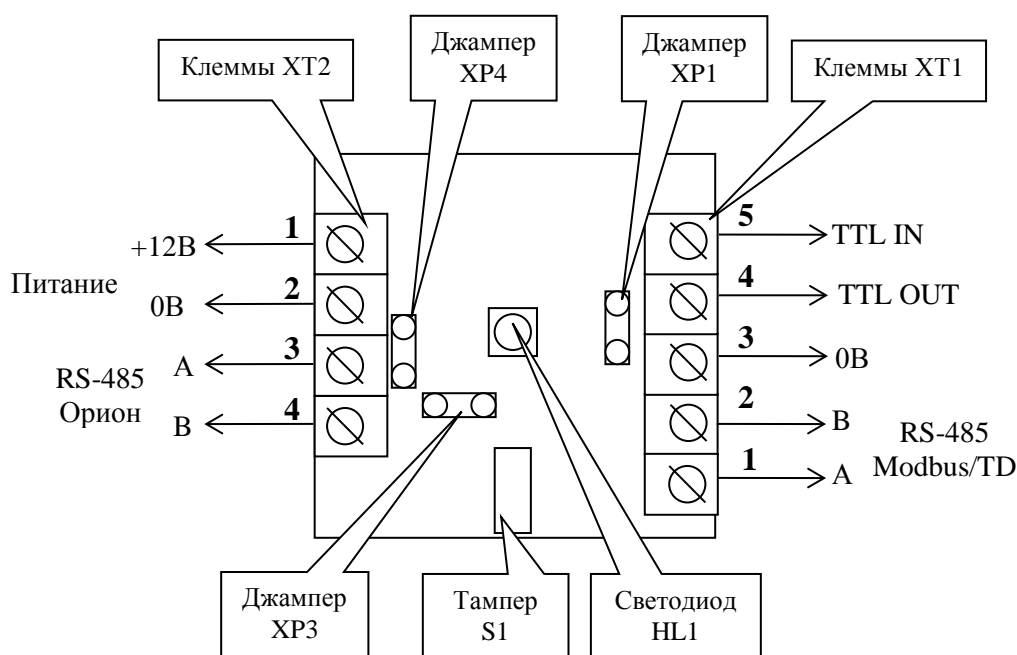 Клеммы XT2
Джампер
XP4
Джампер
XP1
Клеммы XT1
Питание
+12В
1
0В
2
RS-485
Орион
А
3
В
4
5
TTL IN
4
TTL OUT
3
0В
2
В
1
А
RS-485
Modbus/TD
Джампер
XP3
Тампер
S1
Светодиод
HL1